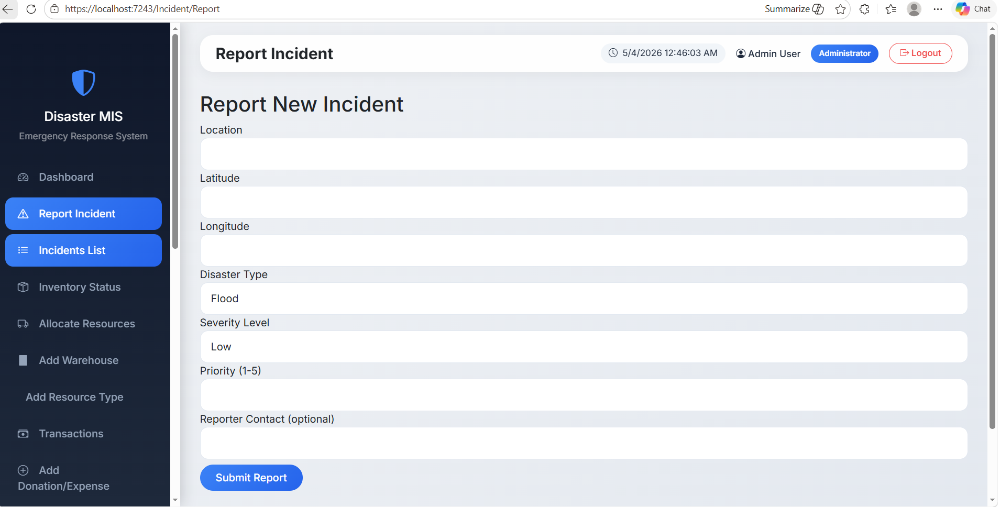 https://localhost:7243/Incident/Report
Summarize
Chat
Disaster MIS
Emergency Response System
Dashboard
Report Incident
Incidents List
Inventory Status
Allocate Resources
Add Warehouse
Add Resource Type
Transactions
Add
Donation/Expense
Report Incident
5/4/2026 12:46:03 AM
Admin User
Administrator
Logout
Report New Incident
Location
Latitude
Longitude
Disaster Type
Flood
Severity Level
Low
Priority (1-5)
Reporter Contact (optional)
Submit Report